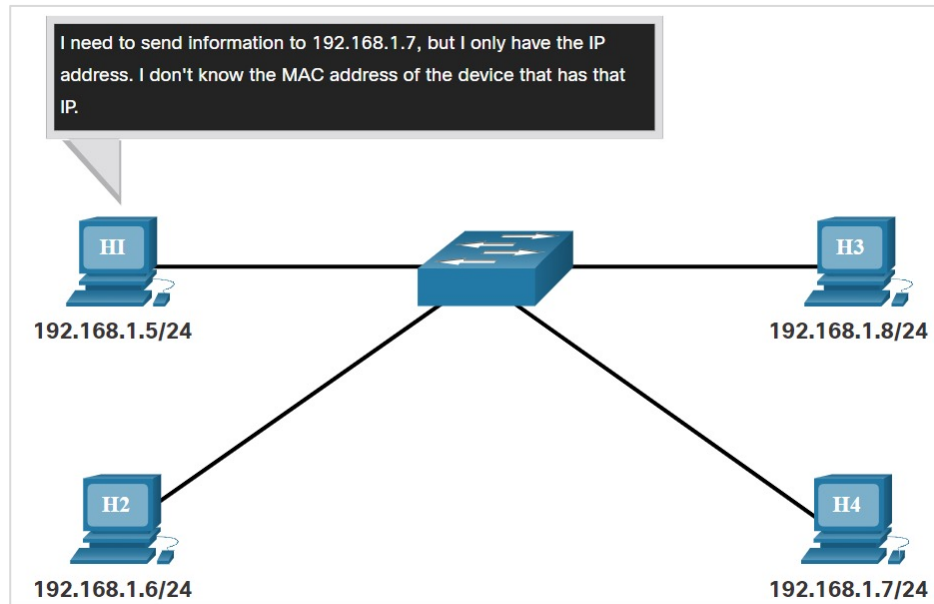 I need to send information to 192.168.1.7, but I only have the IP
address. I don't know the MAC address of the device that has that
IP.
H1
H3
192.168.1.5/24
192.168.1.8/24
H2
H4
192.168.1.6/24
192.168.1.7/24